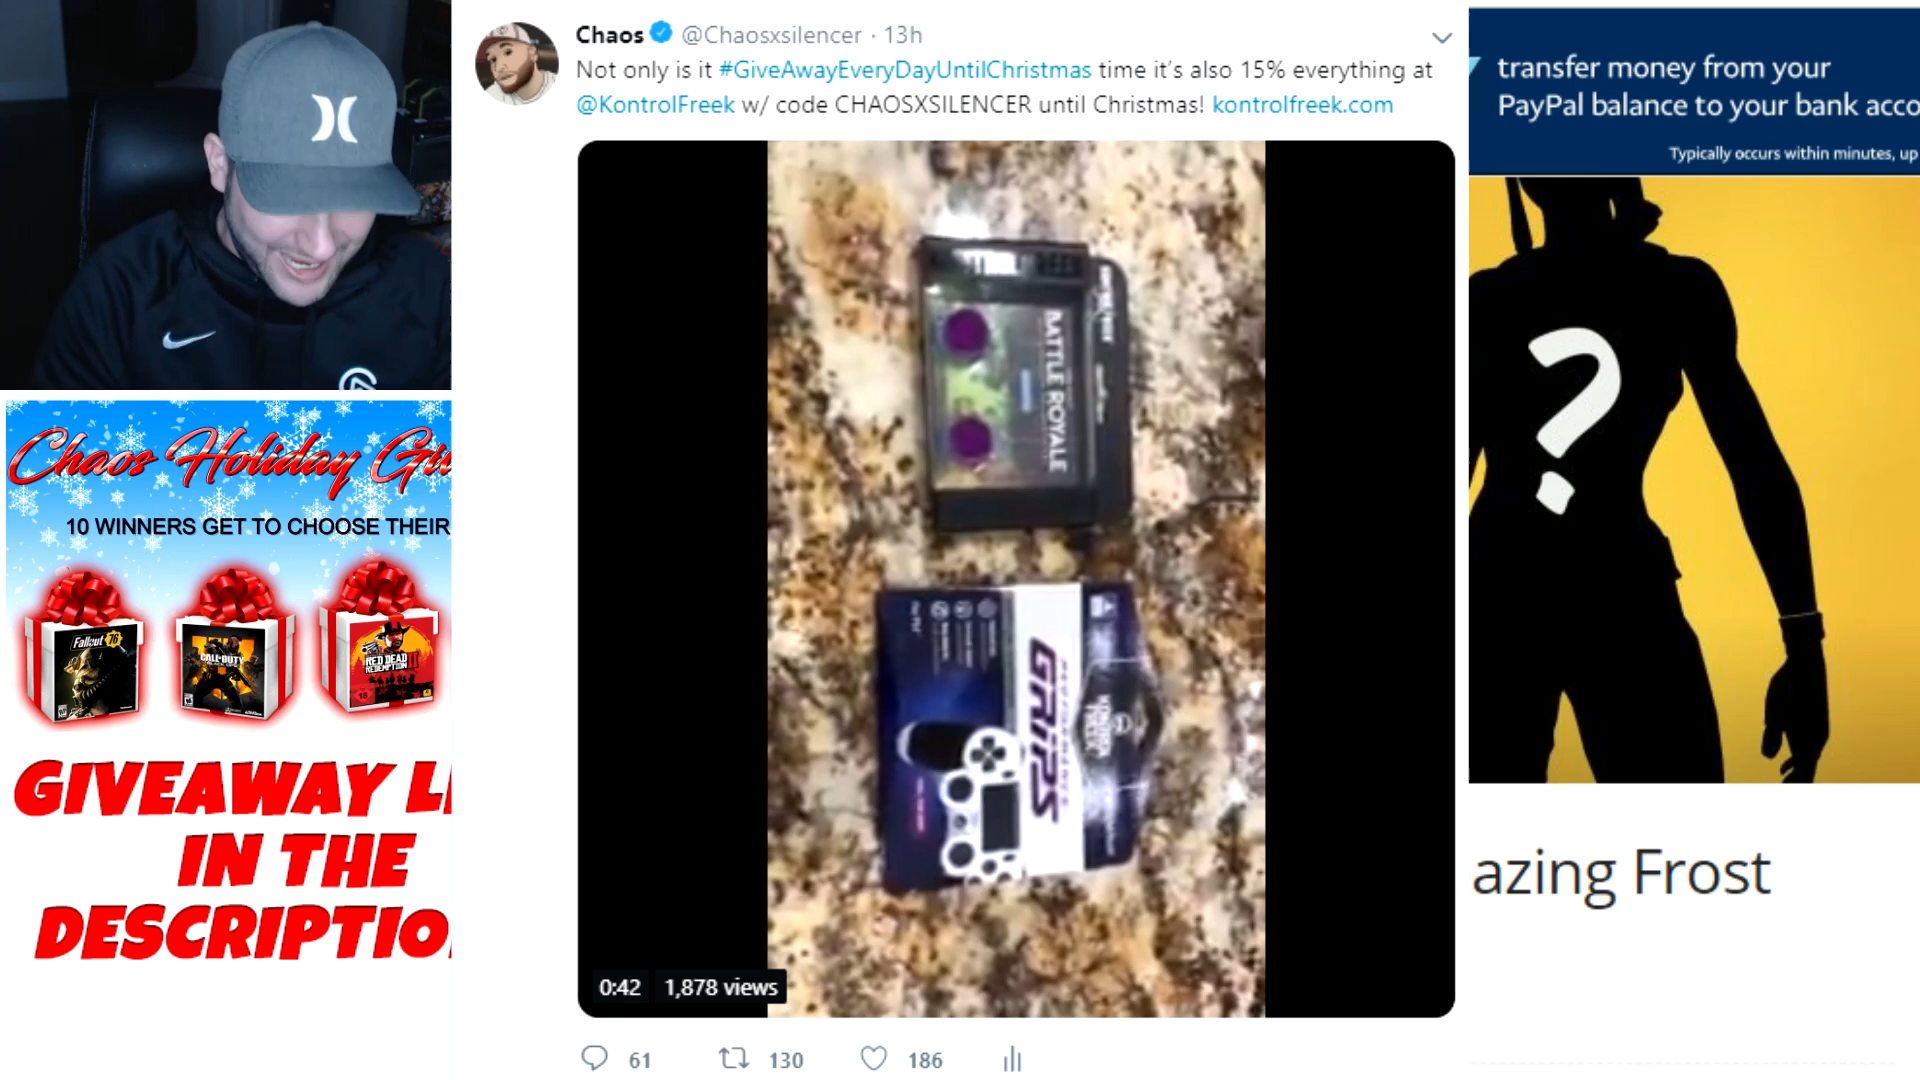 Chaos @Chaosxsilencer · 13h
Not only is it #GiveAwayEveryDayUntilChristmas time it's also 15% everything at
@KontrolFreek w/ code CHAOSXSILENCER until Christmas! kontrolfreek.com
BATTLE ROYALE
GRIPS
0:42 1,878 views
61 130 186
Chaos Holiday Gi
10 WINNERS GET TO CHOOSE THEIR
Fallout 76
CALL OF DUTY
RED DEAD
REDEMPTION II
18
GIVEAWAY L
IN THE
DESCRIPTIO
transfer money from your
PayPal balance to your bank acco
Typically occurs within minutes, up
?
azing Frost